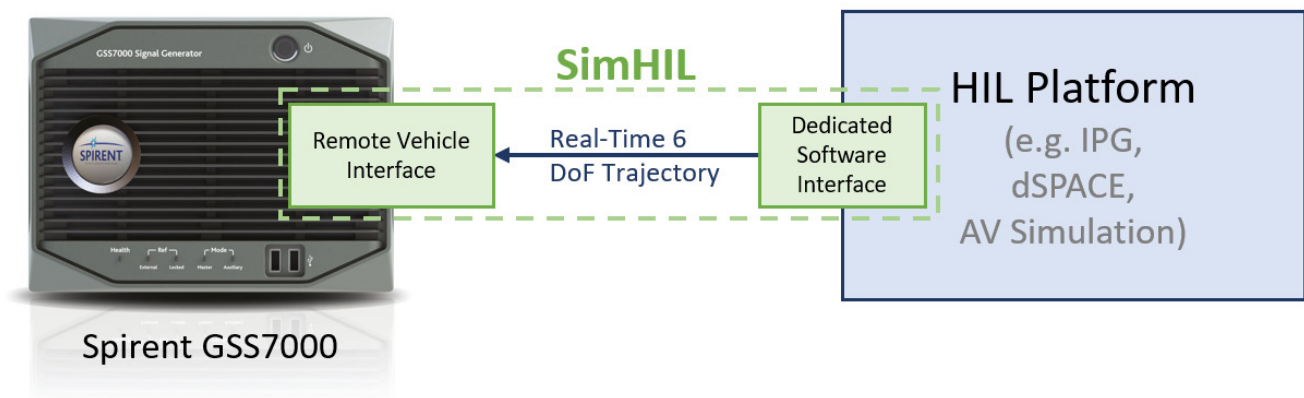 GSS7000 Signal Generator
SPIRENT
Health
Ref
Mode
External
Locked
Master
Auxiliary
Spirent GSS7000
SimHIL
Remote Vehicle
Interface
Real-Time 6
DoF Trajectory
Dedicated
Software
Interface
HIL Platform
(e.g. IPG,
dSPACE,
AV Simulation)